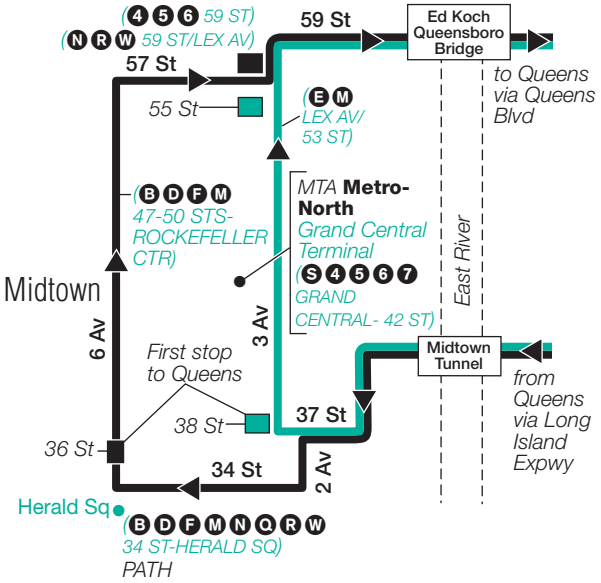 (4 5 6 59 ST)
(N R W 59 ST/LEX AV)
59 St
Ed Koch
Queensboro
Bridge
57 St
to Queens
via Queens
Blvd
55 St
(E M
LEX AV/
53 ST)
(B D F M
47-50 STS-
ROCKEFELLER
CTR)
MTA Metro-
North
Grand Central
Terminal
(S 4 5 6 7
GRAND
CENTRAL- 42 ST)
East River
Midtown
6 Av
3 Av
First stop
to Queens
Midtown
Tunnel
from
Queens
via Long
Island
Expwy
38 St
37 St
36 St
34 St
2 Av
Herald Sq
(B D F M N Q R W
34 ST-HERALD SQ)
PATH